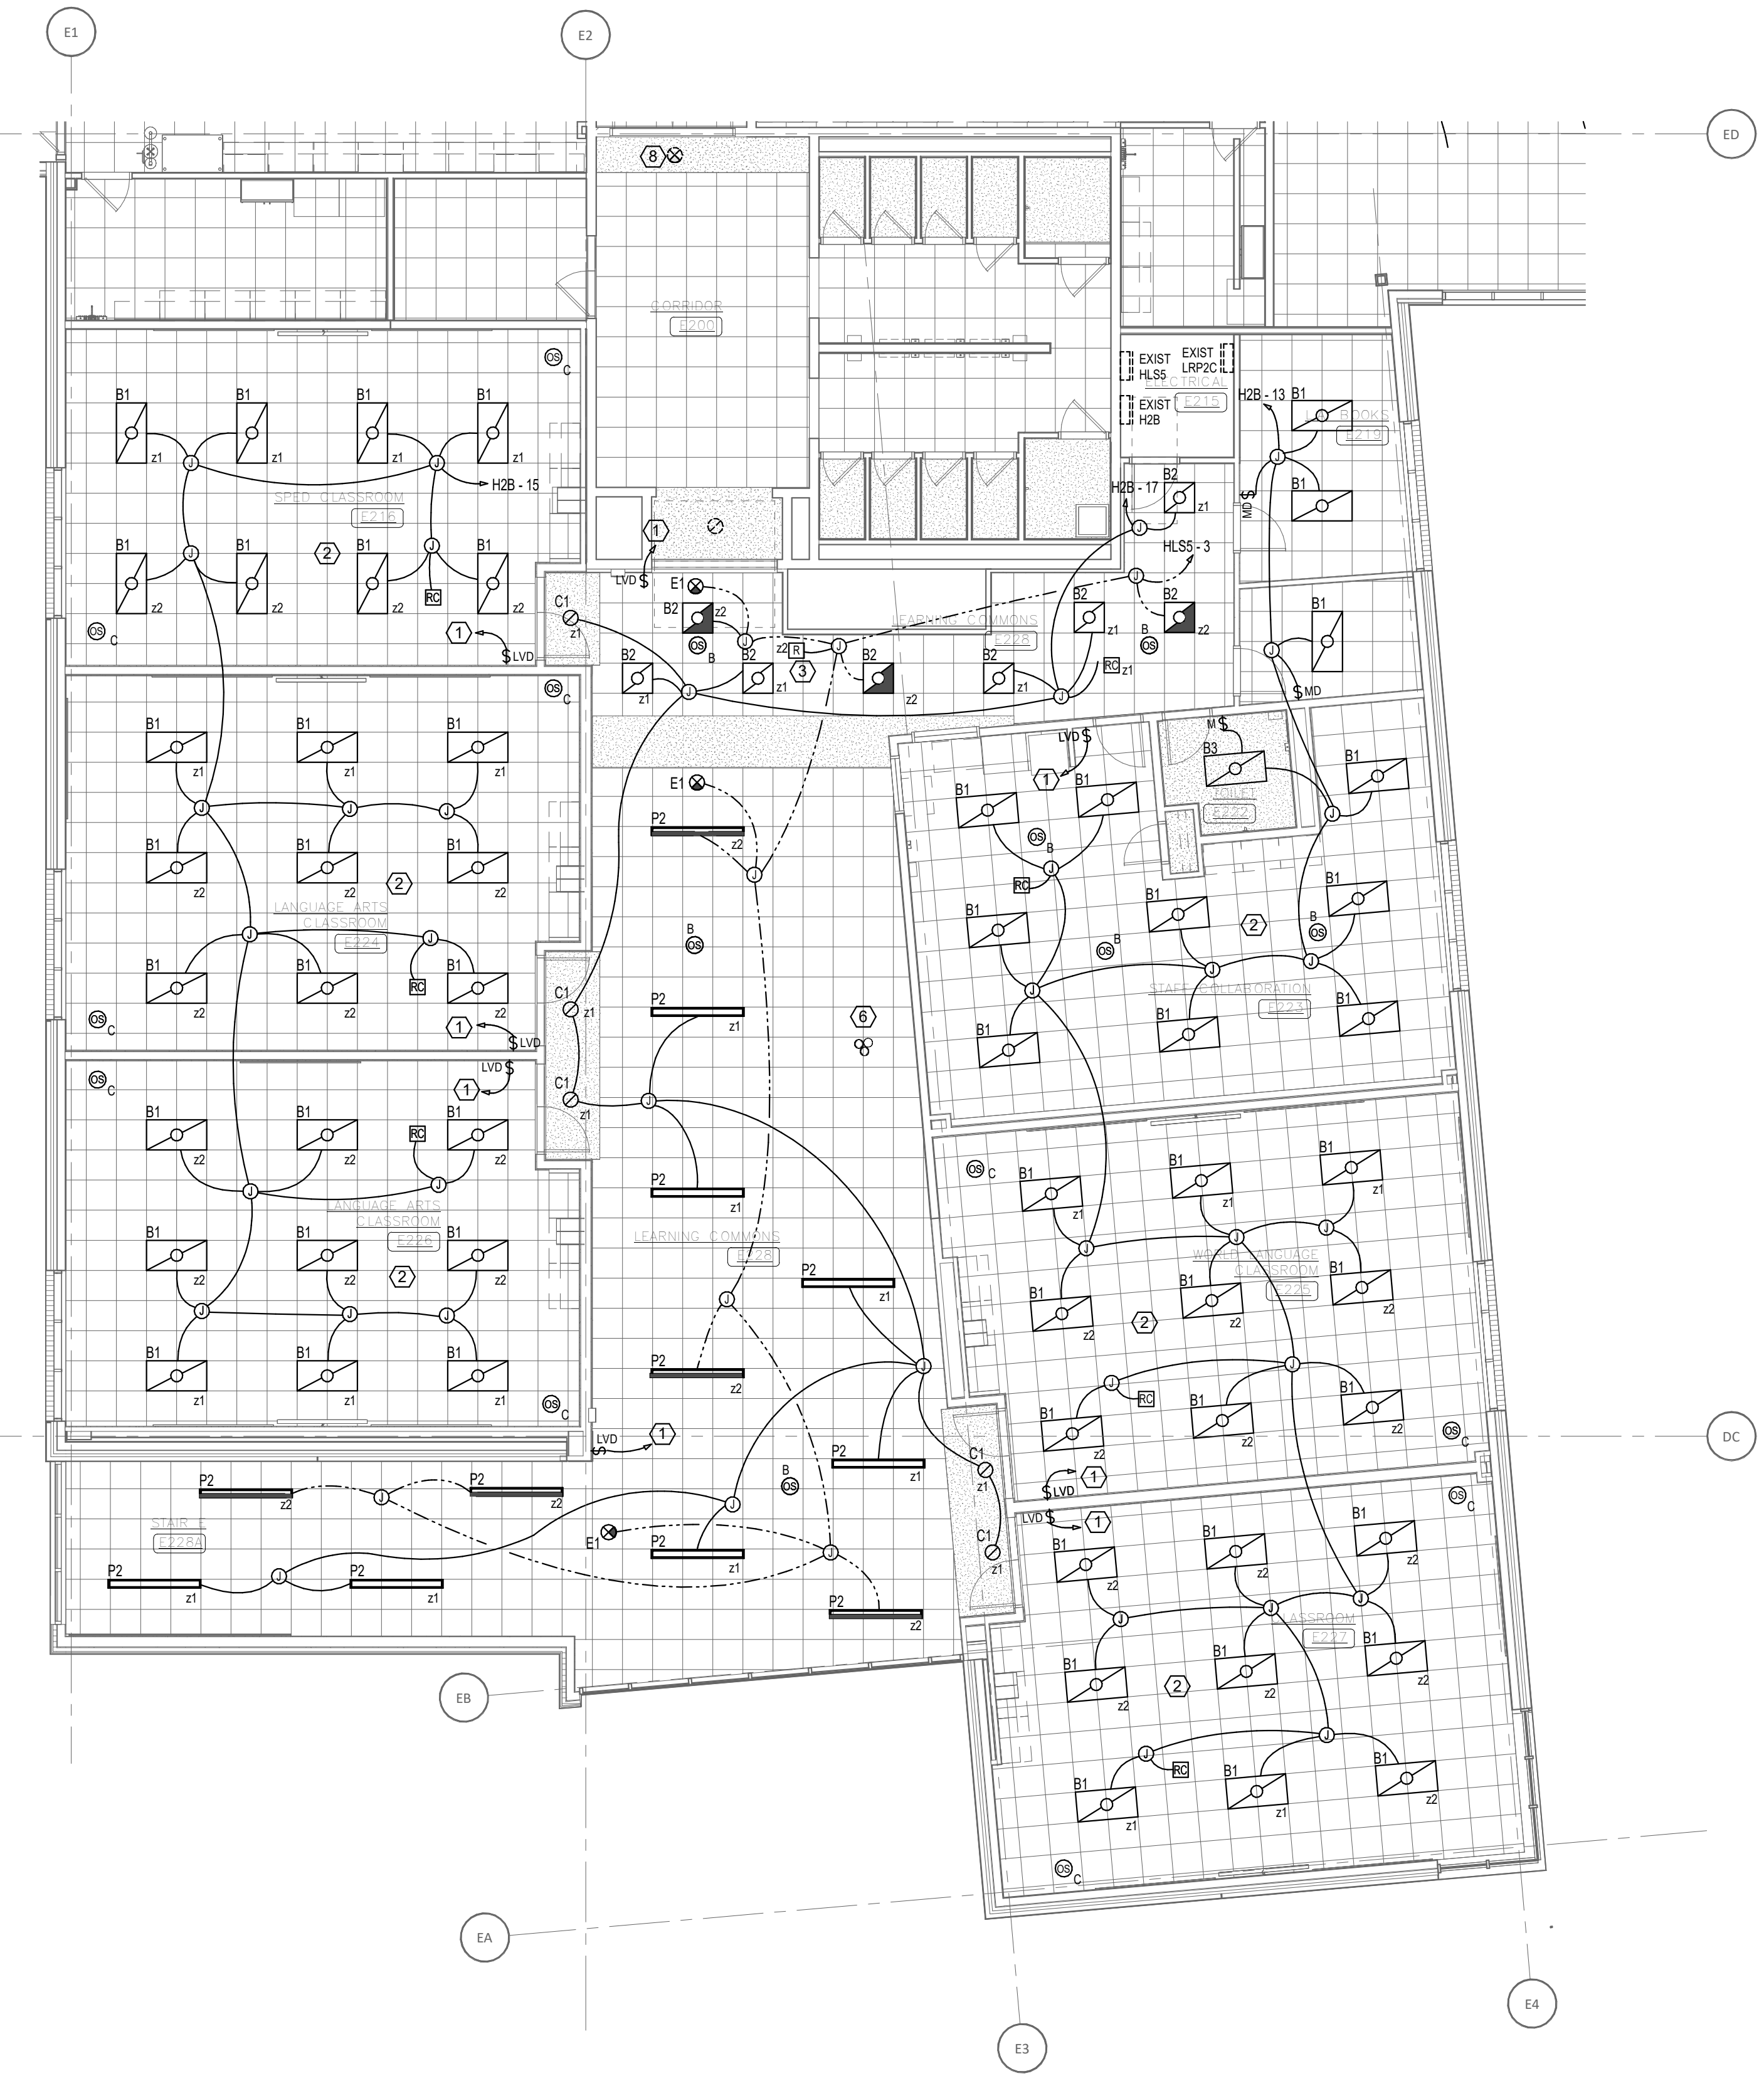 E1
E2
ED
8
CORRIDOR
E200
EXIST
HLS5
EXIST
LRP2C
ELECTRICAL
E215
EXIST
H2B
H2B - 13
B1
E219
B1
MD $
OS
C
B1
B1
B1
B1
z1
z1
z1
z1
J
J
H2B - 15
SPED CLASSROOM
E216
2
B1
B1
B1
B1
J
J
RC
z2
z2
z2
z2
OS
C
1
$ LVD
1
LVD $
H2B - 17
B2
z1
J
HLS5 - 3
J
C1
z1
E1
B2
z2
OS
B
J
z2
R
J
3
LEARNING COMMONS
E228
B2
z1
B
OS
B2
z2
B2
z1
J
B2
z1
B2
z2
B2
z1
J
RC
z1
B1
J
$ MD
OS
C
B1
B1
B1
z1
z1
z1
J
J
J
B1
B1
B1
z2
z2
z2
2
LANGUAGE ARTS
CLASSROOM
E224
J
J
B1
B1
B1
RC
z2
z2
z2
OS
C
1
$ LVD
LVD $
1
M $
B3
TOILET
E222
B1
J
B1
B1
OS
B
J
RC
B1
B1
B1
2
B
OS
OS
B
J
J
J
STAFF COLLABORATION
E223
B1
B1
B1
E1
P2
z2
J
B
OS
P2
z1
6
C1
z1
C1
z1
J
P2
z1
LEARNING COMMONS
E228
J
P2
z1
P2
z2
J
P2
z1
B
OS
J
E1
P2
z1
J
P2
z2
OS
C
LVD $
1
B1
B1
B1
RC
z2
z2
z2
J
J
LANGUAGE ARTS
CLASSROOM
E226
B1
B1
B1
z2
z2
z2
2
J
J
J
B1
B1
B1
z1
z1
z1
OS
C
LVD
$
1
OS
C
B1
B1
B1
z1
z1
z1
J
J
J
WORLD LANGUAGE
CLASSROOM
E225
B1
B1
B1
z2
z2
z2
2
J
J
RC
B1
B1
B1
z2
z2
z2
OS
C
1
$ LVD
C1
z1
C1
z1
P2
z2
J
P2
z2
STAIR E
E228A
P2
z1
J
P2
z1
LVD $
1
OS
C
B1
B1
B1
z2
z2
z2
J
J
J
CLASSROOM
E227
B1
B1
B1
z2
z2
z2
2
J
J
RC
B1
B1
B1
z1
z1
z2
OS
C
DC
EB
EA
E3
E4